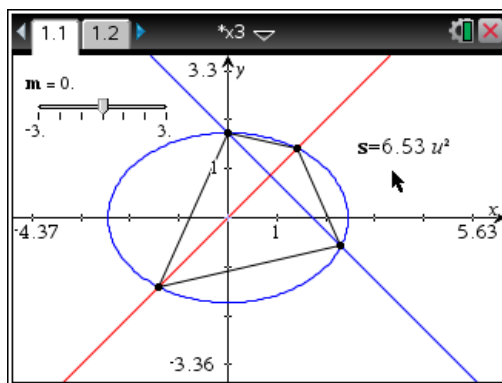 1.1 1.2 *x3
3.3 y
m = 0.
-3. 3.
s=6.53 u²
1
x
-4.37 1 5.63
-3.36